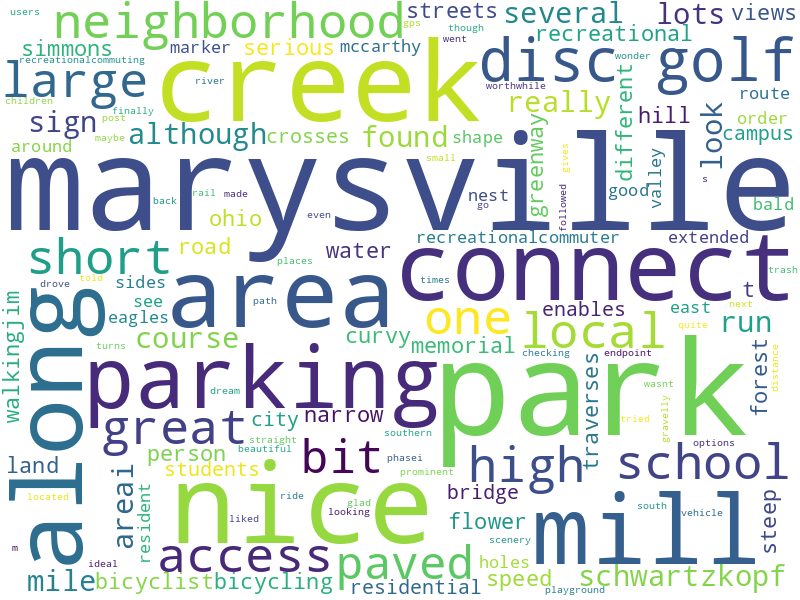 users
though
gps
neighborhood
streets
several
lots
views
went
simmons
marker
serious
mccarthy
recreational
recreationalcommuting
large
creek
disc
golf
river
worthwhile
wonder
route
children
finally
really
different
hill
order
post
sign
although
crosses
found
shape
look
campus
maybe
around
greenway
small
gives
good
valley
marysville
back
rail
made
nest
go
followed
s
bald
ohio
even
recreationalcommuter
extended
short
road
water
connect
places
told
sides
area
times
t
trash
drove
see
path
enables
east
next
eagles
one
local
run
quite
along
walkingjim
turns
course
curvy
memorial
parking
checking
endpoint
wasnt
forest
distance
park
traverses
dream
great
city
narrow
tried
gravelly
options
person
straight
southern
bit
beautiful
land
areai
students
phasei
prominent
high
school
resident
nice
bridge
steep
located
ride
glad
flower
mill
south
vehicle
m
liked
looking
scenery
access
paved
holes
mile
bicyclist
bicycling
speed
schwartzkopf
ideal
residential
playground